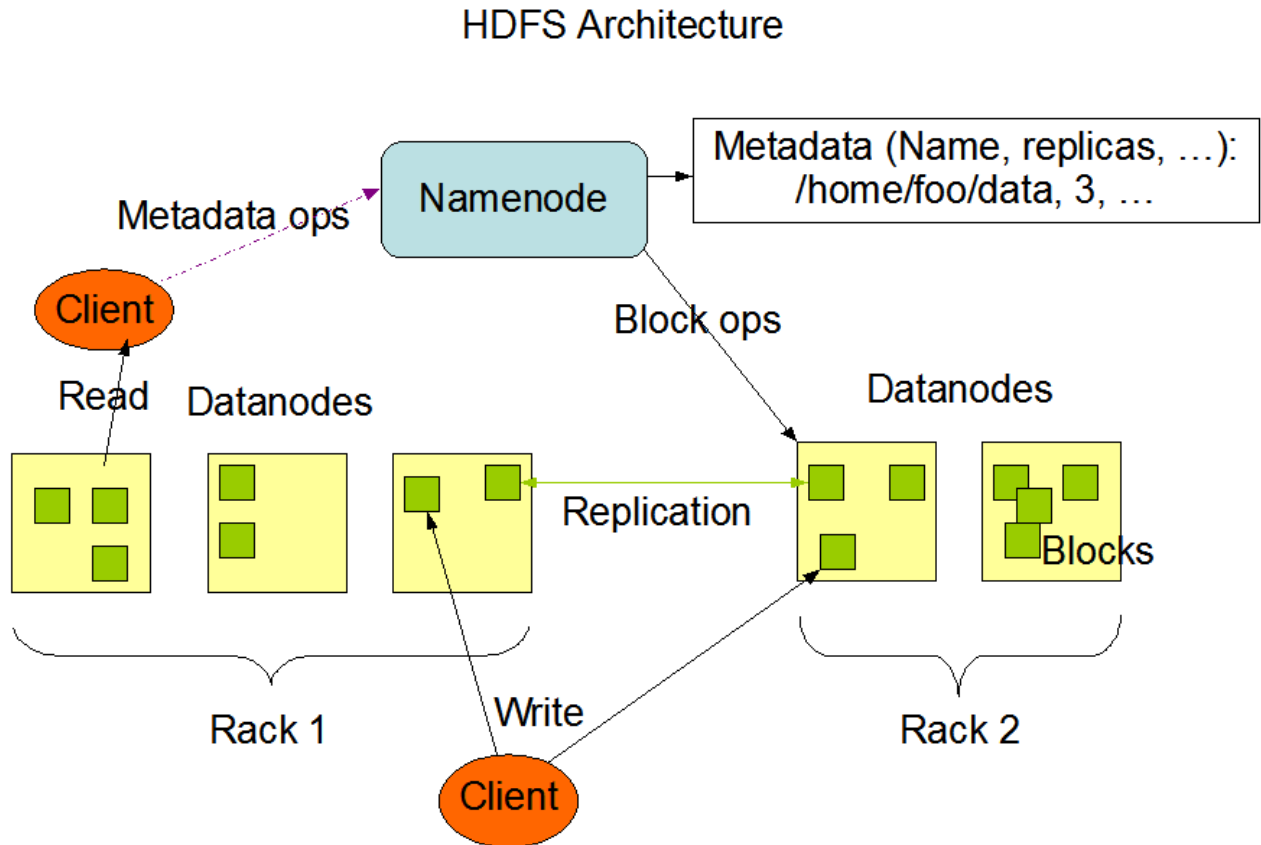 HDFS Architecture
Metadata (Name, replicas, …):
/home/foo/data, 3, …
Namenode
Metadata ops
Client
Block ops
Read
Datanodes
Datanodes
Replication
Blocks
Rack 1
Write
Rack 2
Client